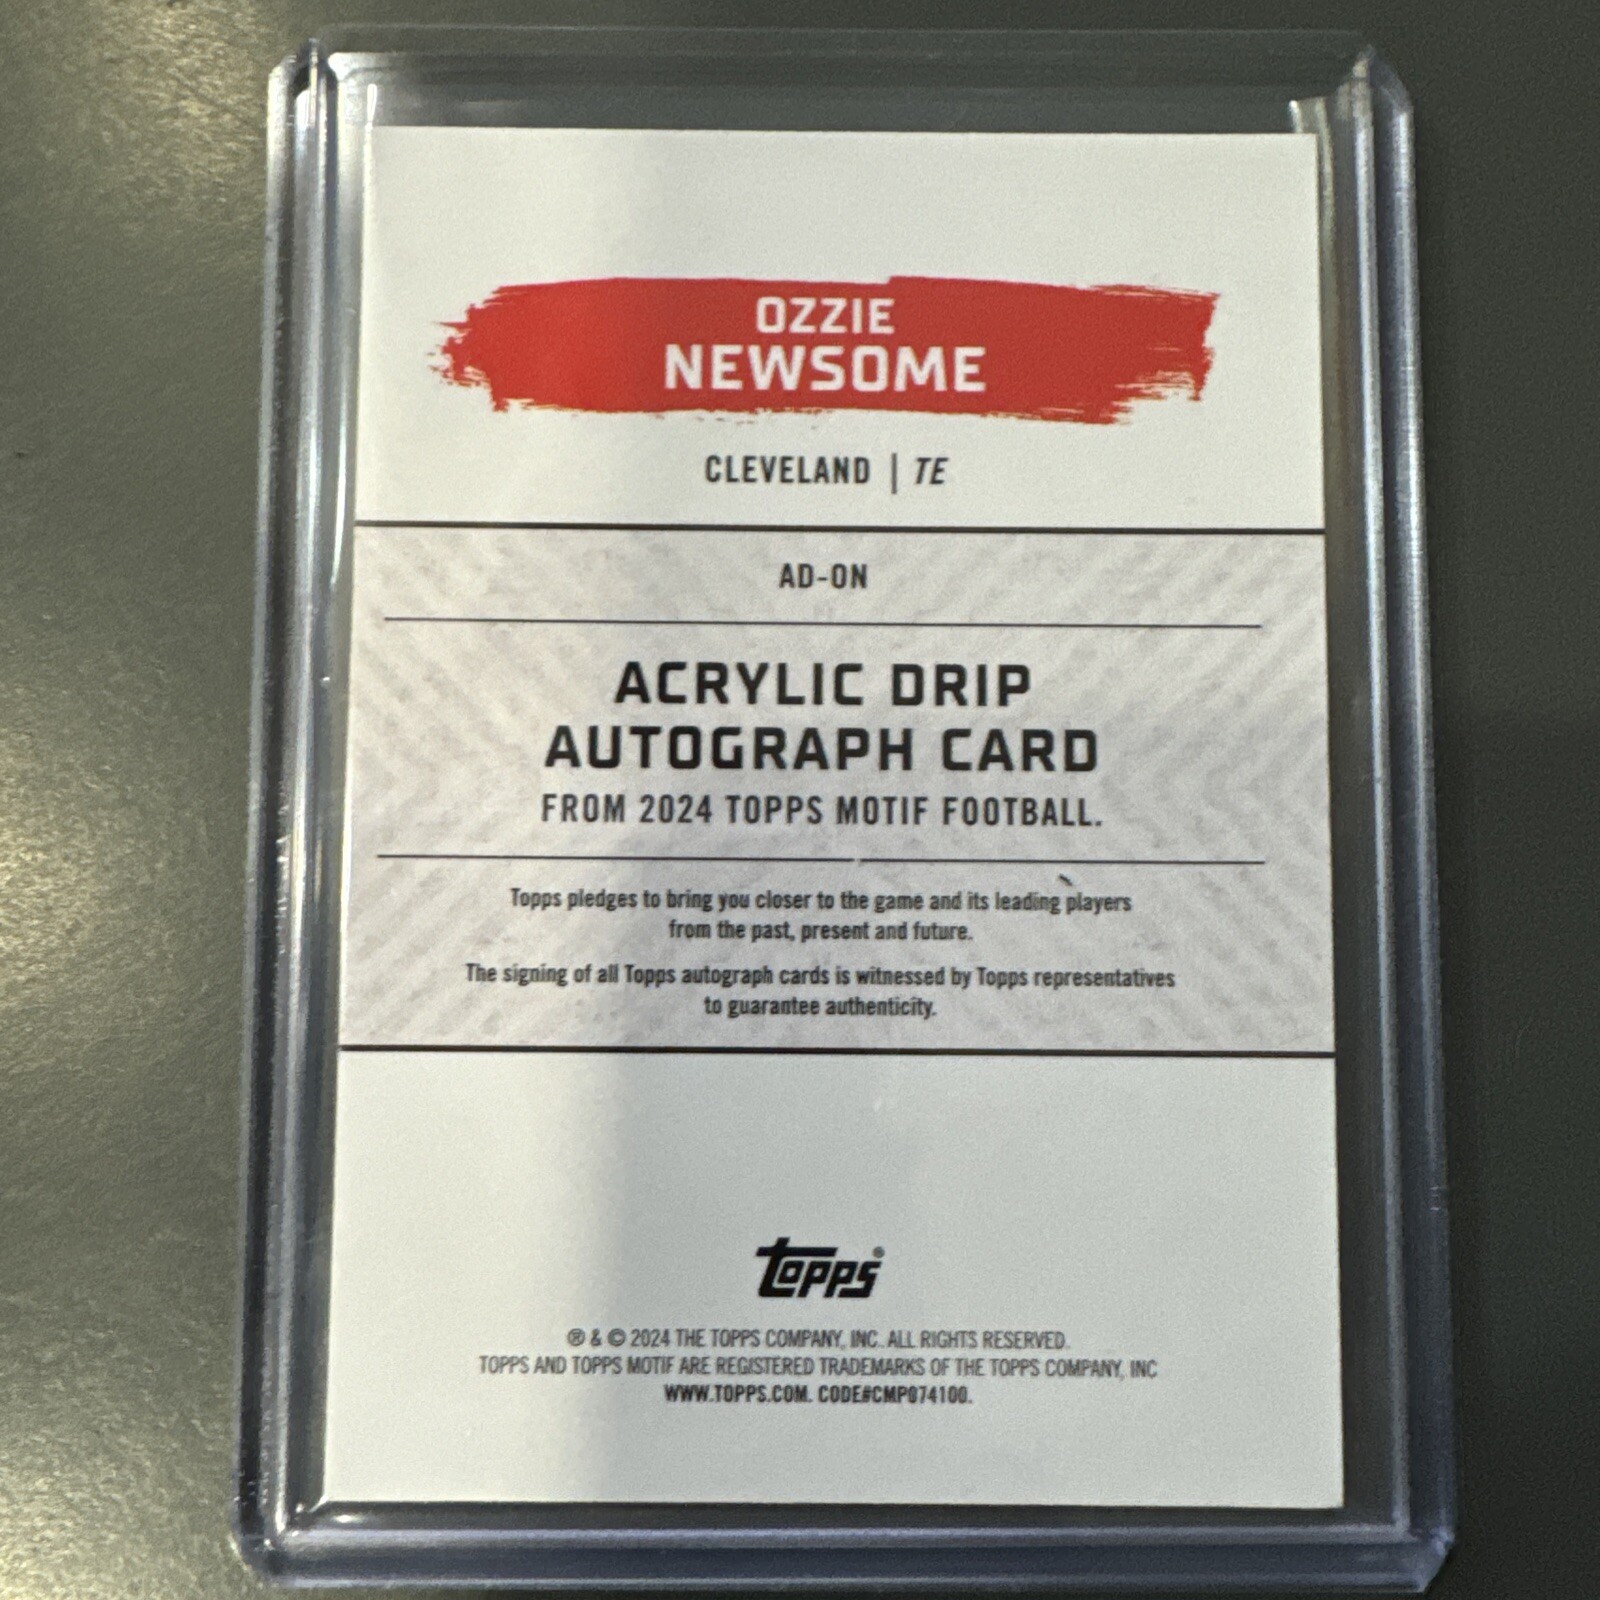 OZZIE
NEWSOME
CLEVELAND | TE
AD-ON
ACRYLIC DRIP
AUTOGRAPH CARD
FROM 2024 TOPPS MOTIF FOOTBALL.
Topps pledges to bring you closer to the game and its leading players
from the past, present and future.
The signing of all Topps autograph cards is witnessed by Topps representatives
to guarantee authenticity.
topps®
® & © 2024 THE TOPPS COMPANY, INC. ALL RIGHTS RESERVED.
TOPPS AND TOPPS MOTIF ARE REGISTERED TRADEMARKS OF THE TOPPS COMPANY, INC
WWW.TOPPS.COM. CODE#CMP074100.